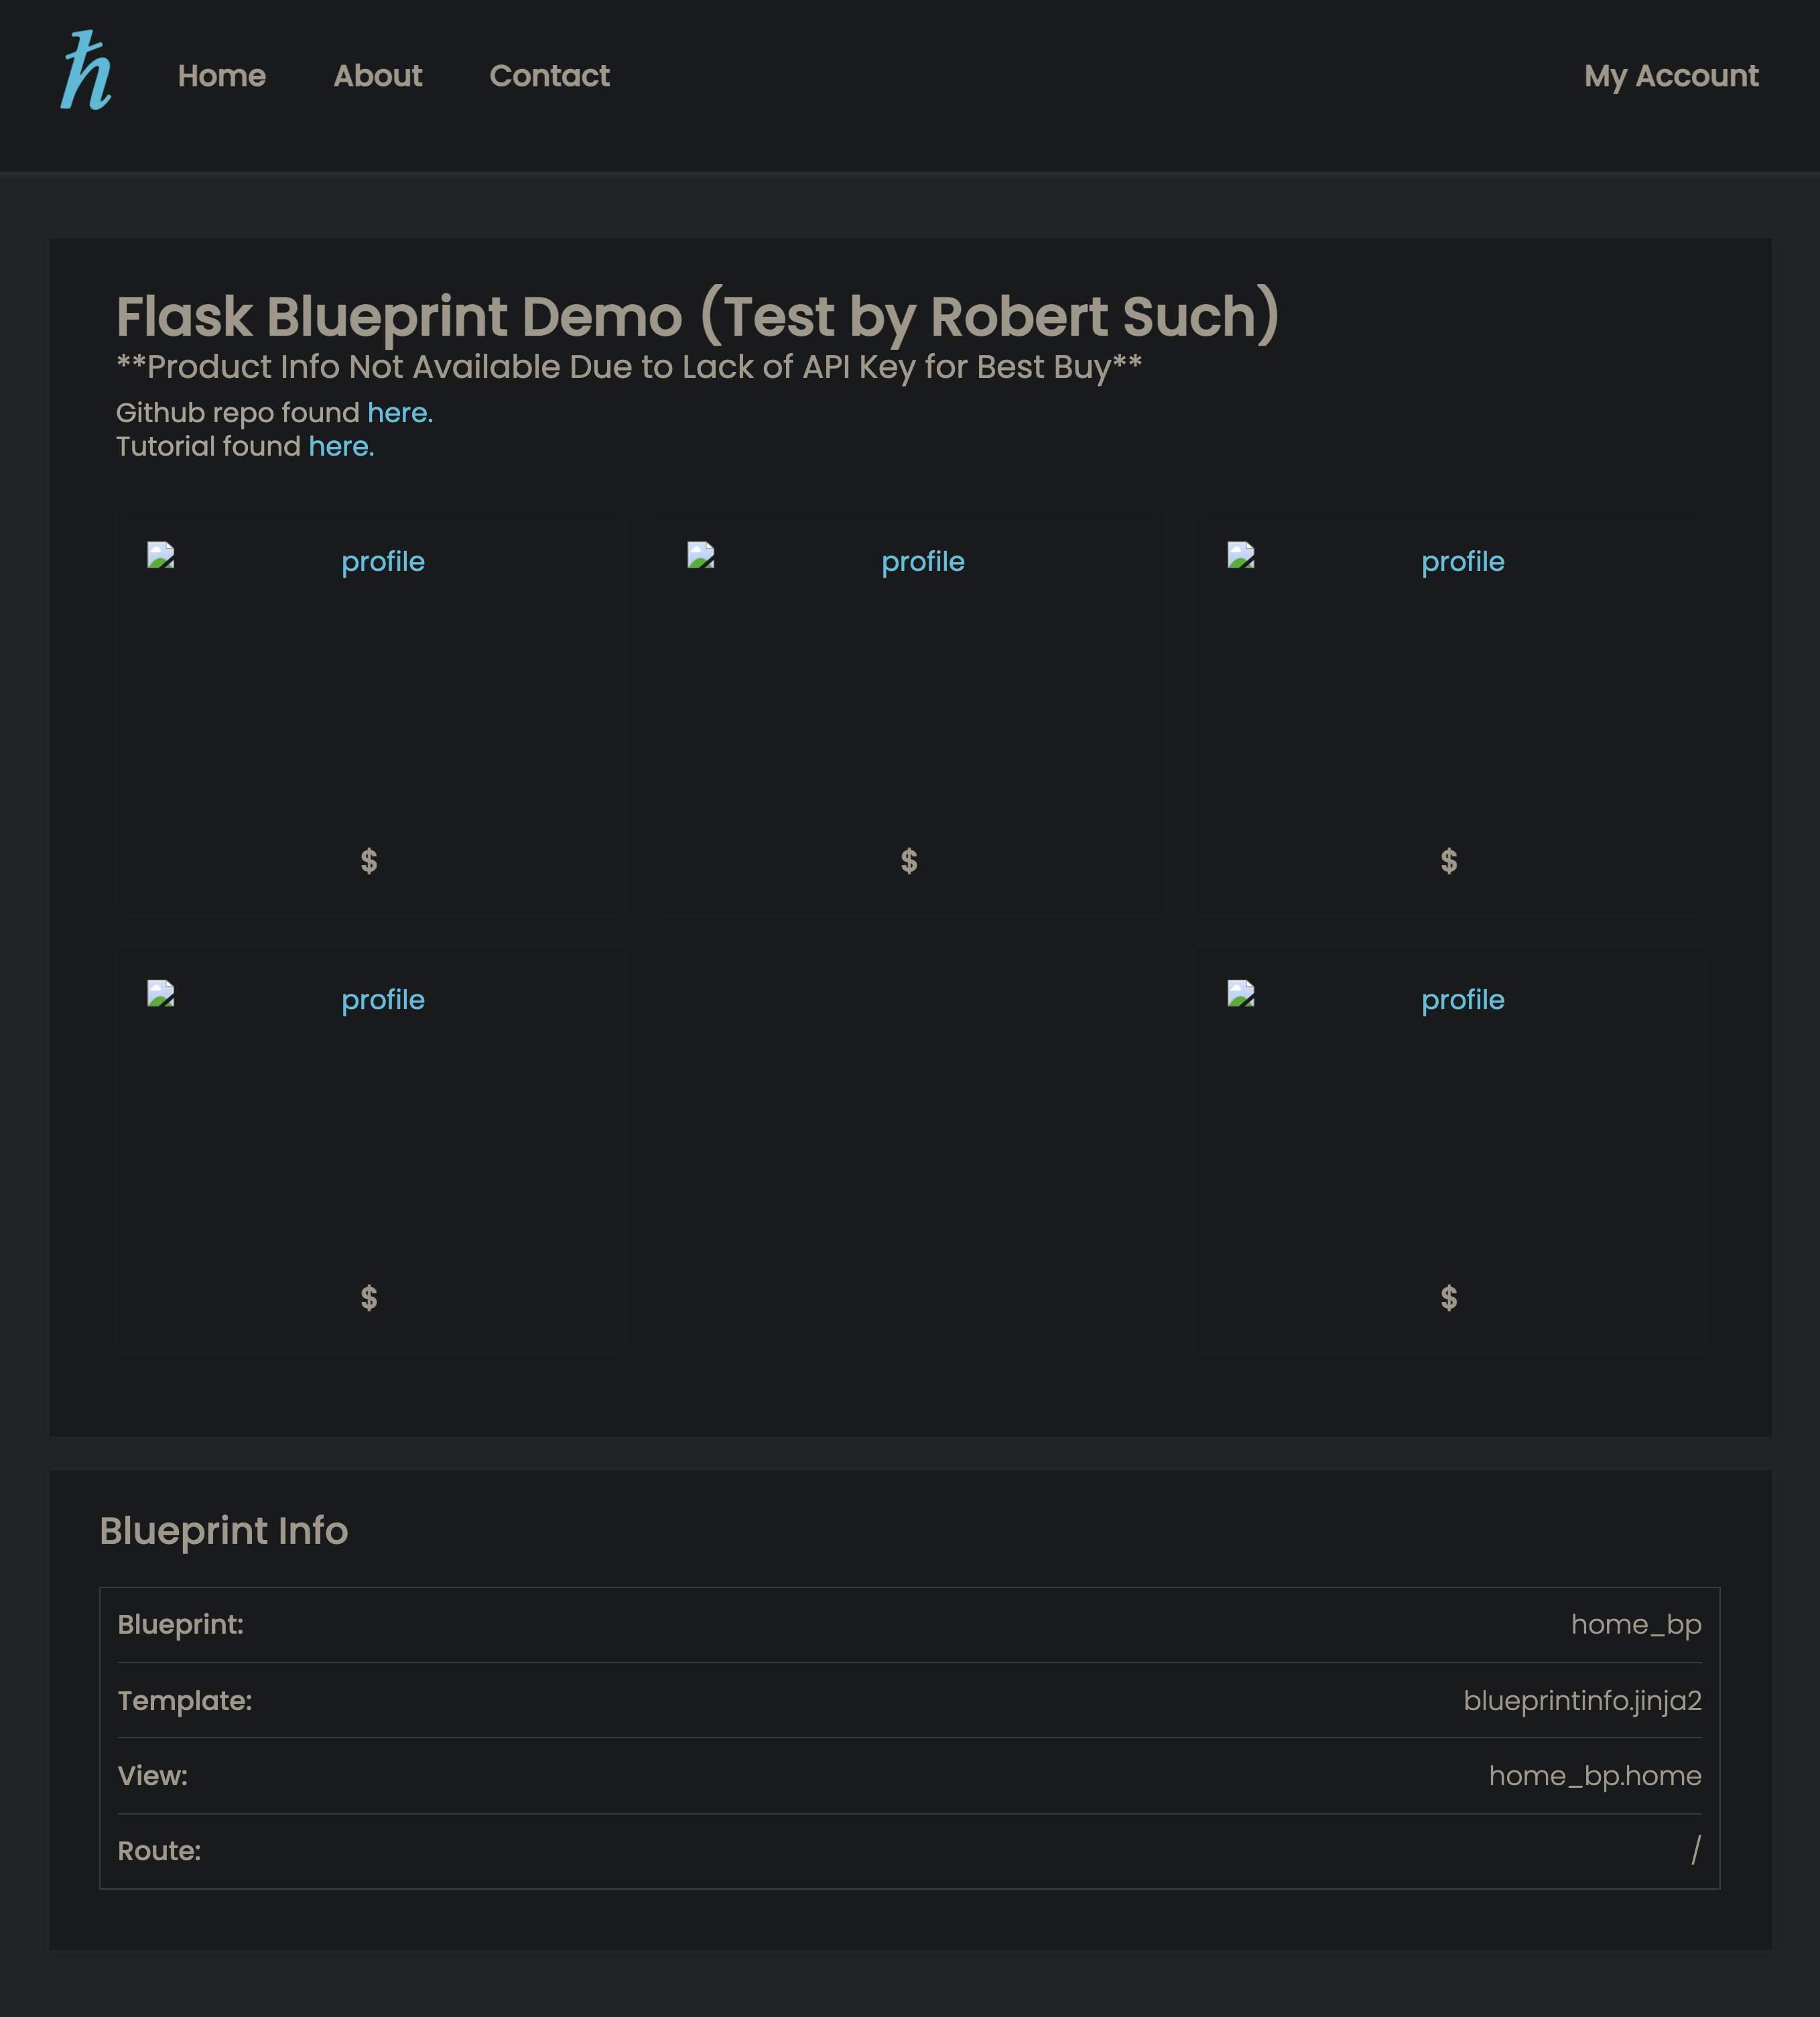 ħ
Home About Contact My Account
Flask Blueprint Demo (Test by Robert Such)
**Product Info Not Available Due to Lack of API Key for Best Buy**
Github repo found here.
Tutorial found here.
profile profile profile
$ $ $
profile profile
$ $
Blueprint Info
Blueprint: home_bp
Template: blueprintinfo.jinja2
View: home_bp.home
Route: /